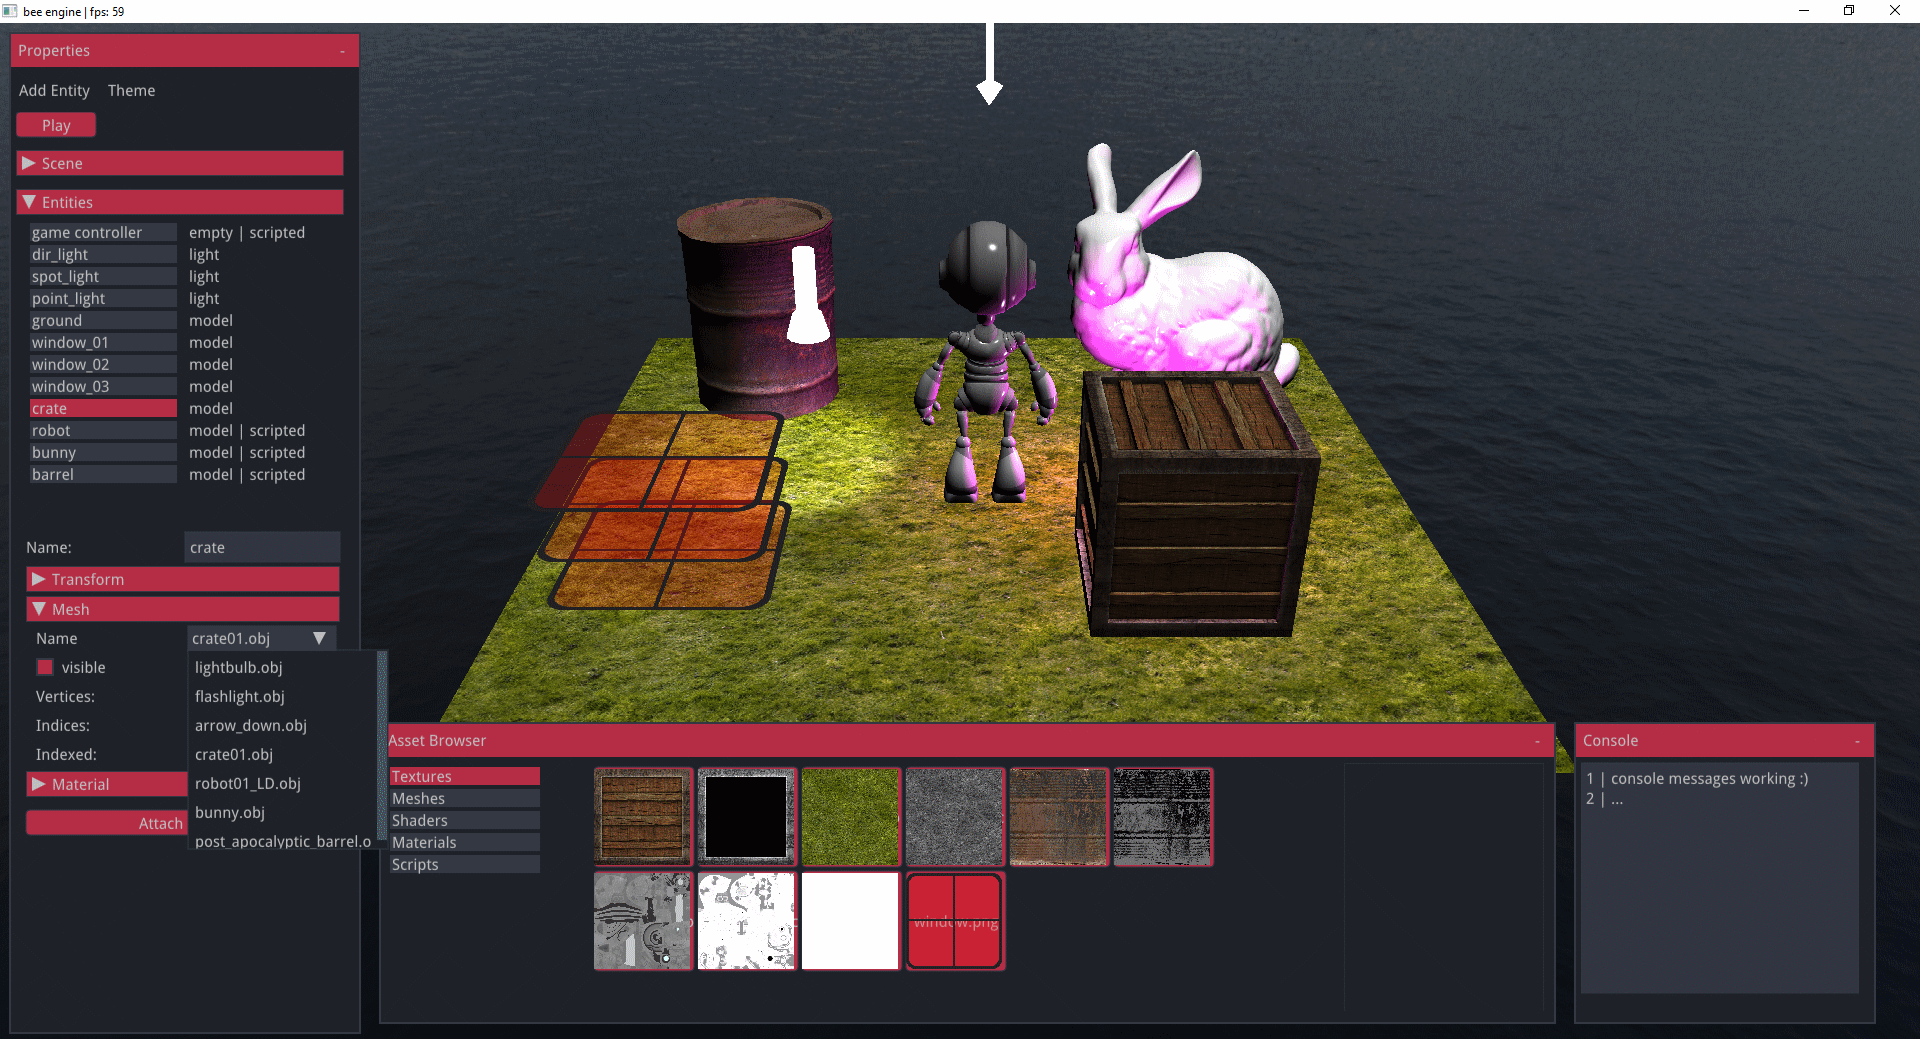 bee engine | fps: 59
Properties -
Add Entity Theme
Play
Scene
Entities
game controller empty | scripted
dir_light light
spot_light light
point_light light
ground model
window_01 model
window_02 model
window_03 model
crate model
robot model | scripted
bunny model | scripted
barrel model | scripted
Name: crate
Transform
Mesh
Name crate01.obj
visible
Vertices:
Indices:
Indexed:
Material
Attach
lightbulb.obj
flashlight.obj
arrow_down.obj
crate01.obj
robot01_LD.obj
bunny.obj
post_apocalyptic_barrel.o
Asset Browser -
Textures
Meshes
Shaders
Materials
Scripts
window.png
Console -
1 | console messages working :)
2 | ...